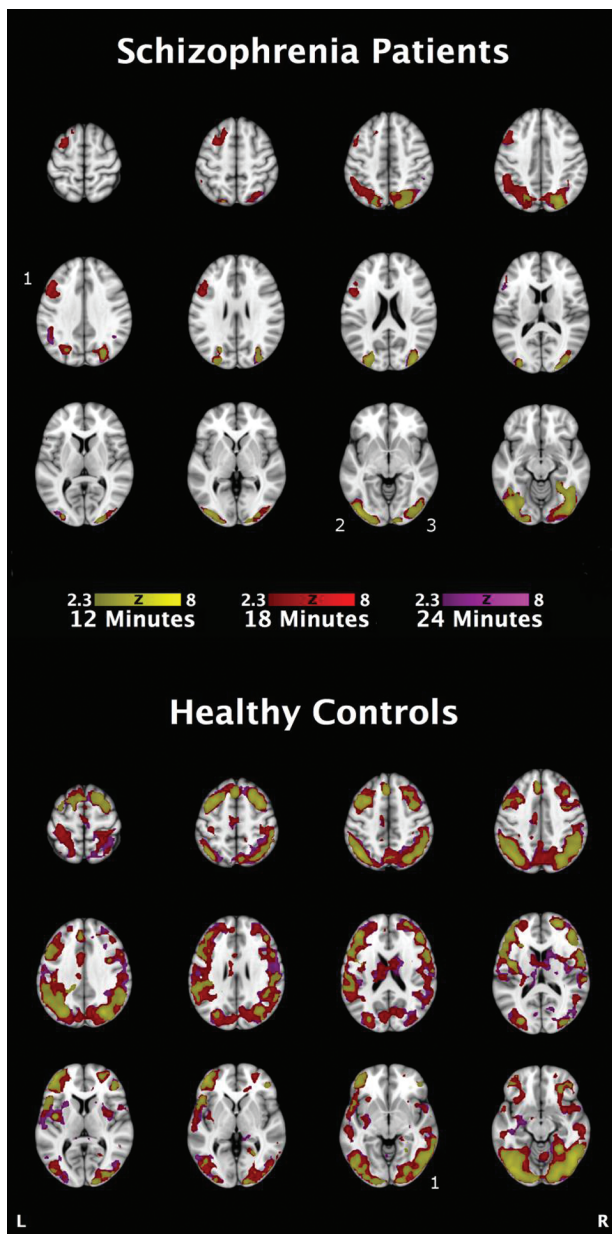 Schizophrenia Patients
1
2 3
2.3 Z 8 2.3 Z 8 2.3 Z 8
12 Minutes 18 Minutes 24 Minutes
Healthy Controls
1
L R